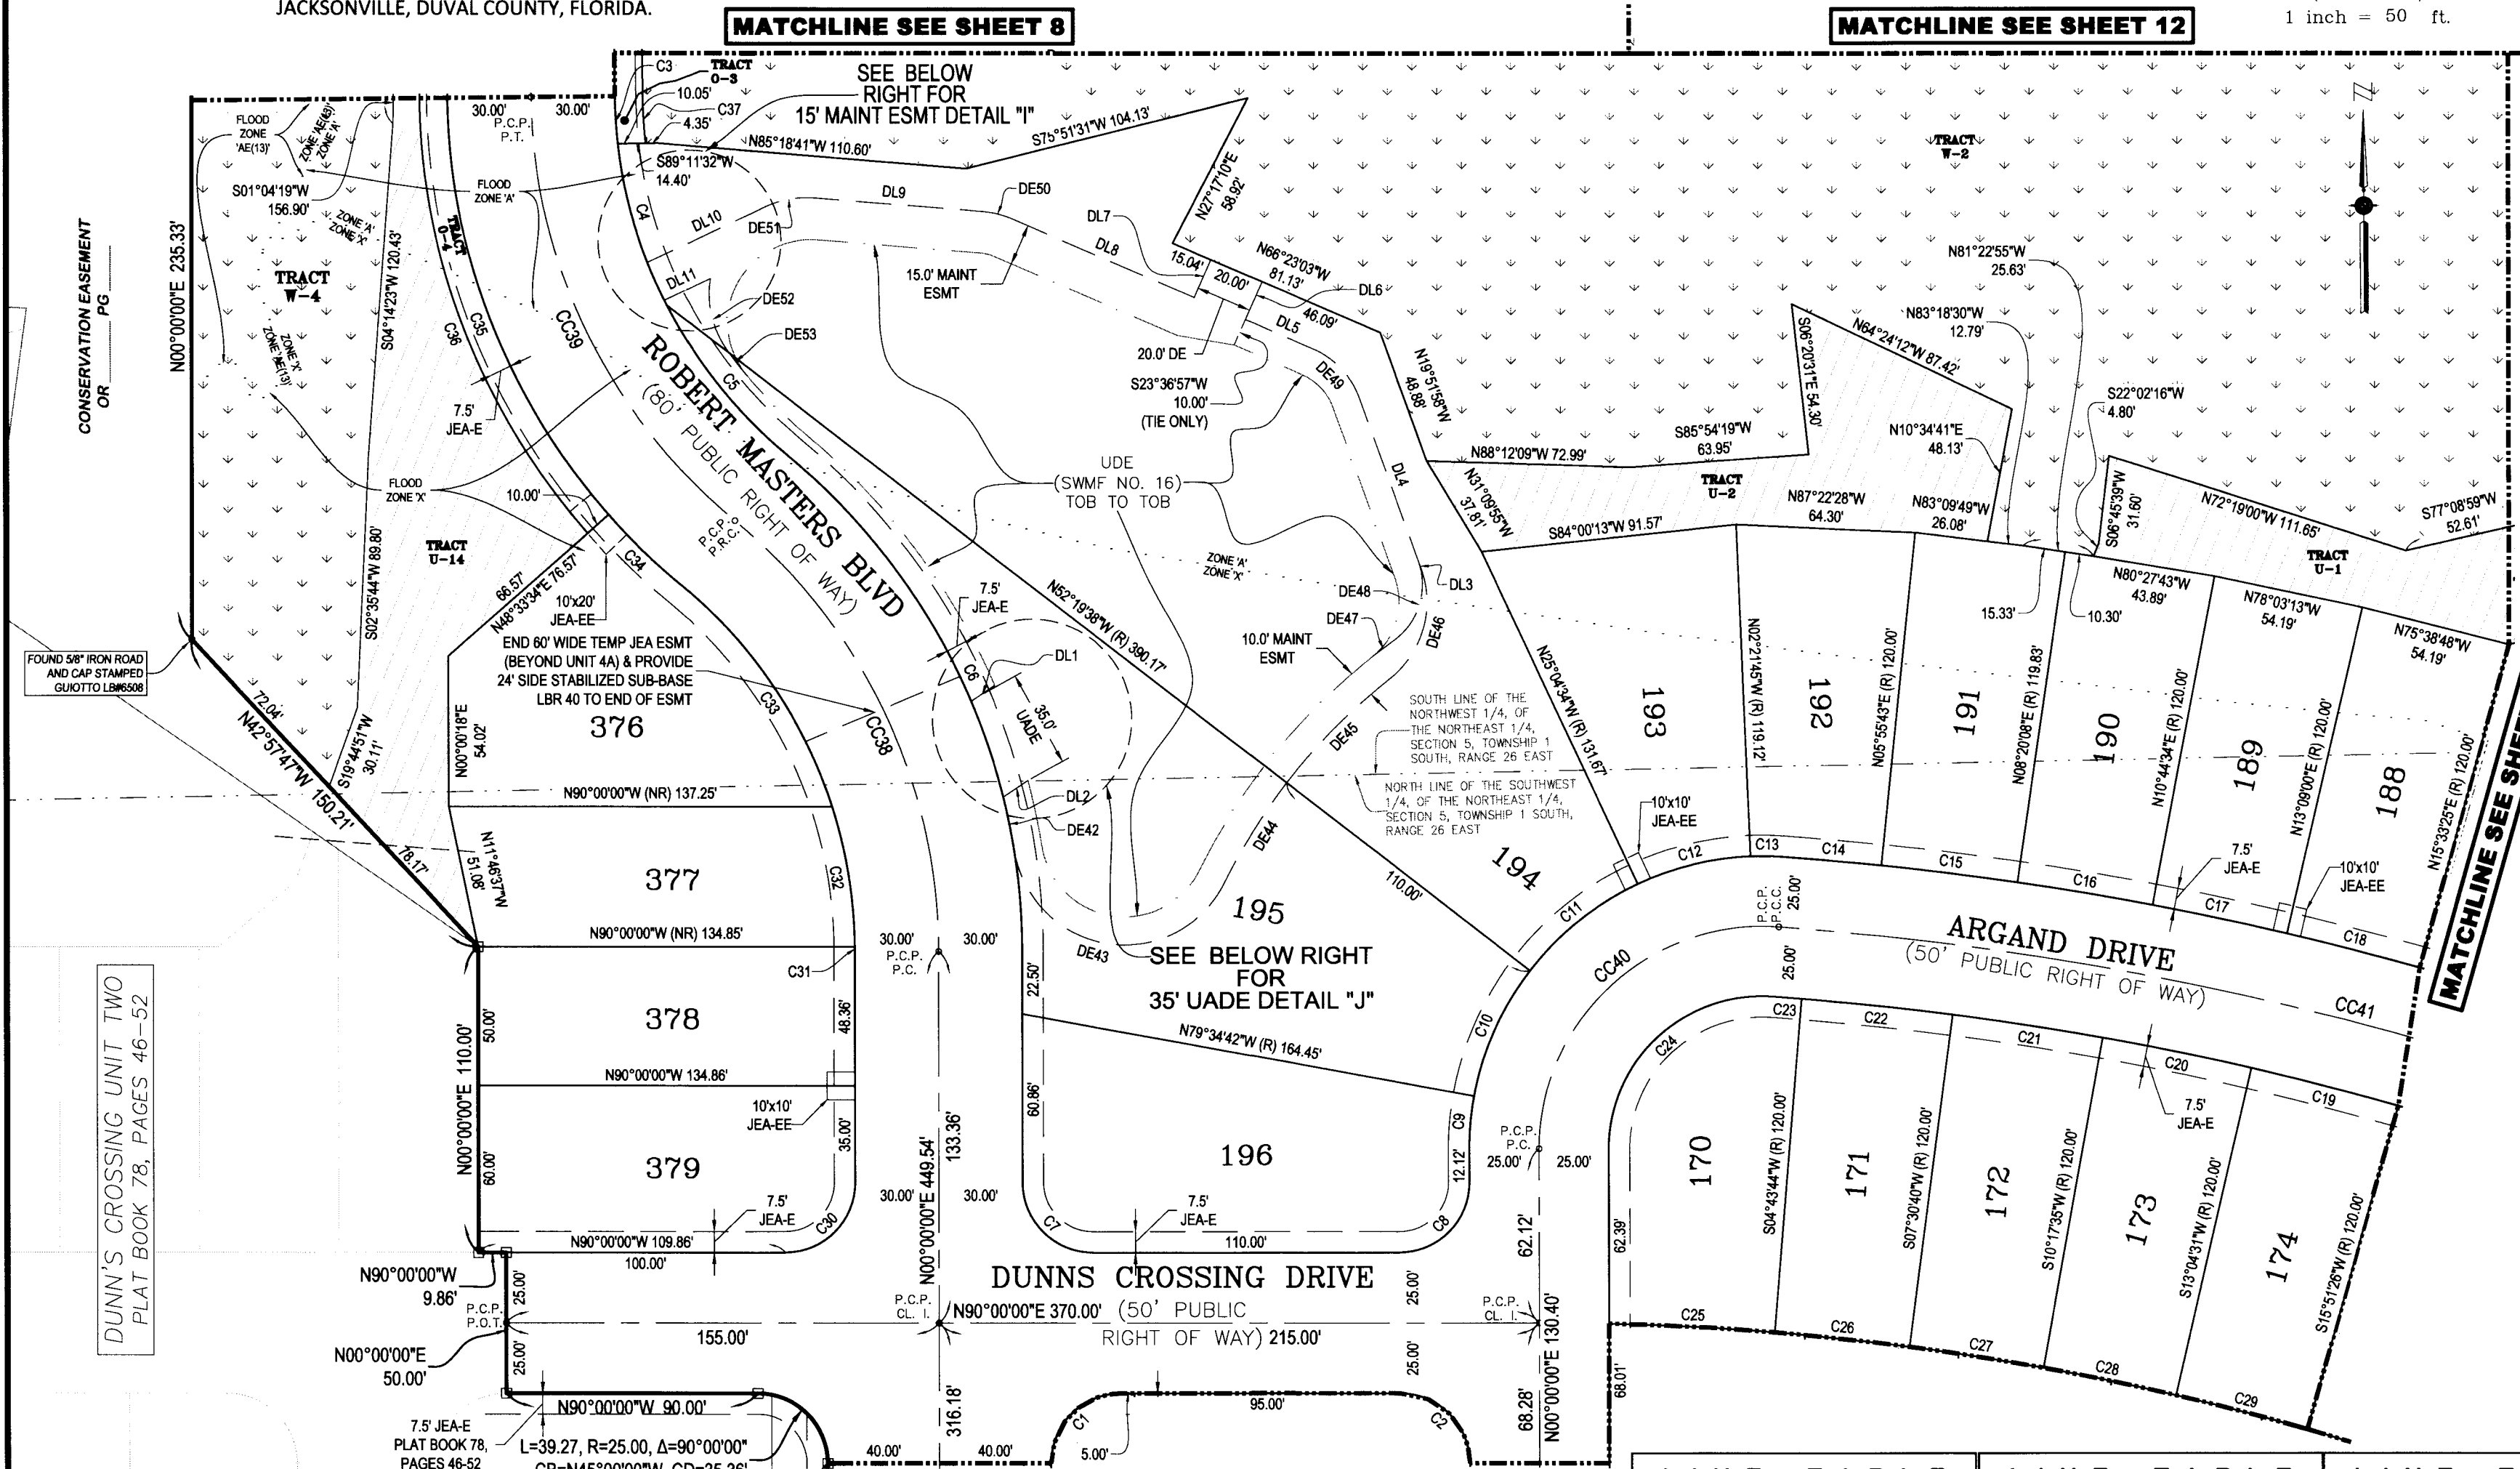 JACKSONVILLE, DUVAL COUNTY, FLORIDA.
MATCHLINE SEE SHEET 8
MATCHLINE SEE SHEET 12
1 inch = 50 ft.
CONSERVATION EASEMENT
OR ______ PG ______
N00°00'00"E 235.33'
FLOOD
ZONE
'AE(13)'
ZONE 'AE(13)'
ZONE 'A'
S01°04'19"W
156.90'
ZONE 'A'
ZONE 'X'
TRACT
W-4
ZONE 'X'
ZONE 'AE(13)'
S04°14'23"W 120.43'
S02°35'44"W 89.80'
S19°44'51"W
30.11'
FLOOD
ZONE 'A'
FLOOD
ZONE 'X'
TRACT
O-4
C36
C35
7.5'
JEA-E
10.00'
TRACT
U-14
66.57'
N48°33'34"E 76.57'
10'x20'
JEA-EE
C34
C33
END 60' WIDE TEMP JEA ESMT
(BEYOND UNIT 4A) & PROVIDE
24' SIDE STABILIZED SUB-BASE
LBR 40 TO END OF ESMT
FOUND 5/8" IRON ROAD
AND CAP STAMPED
GUIOTTO LB#6508
72.04'
N42°57'47"W 150.21'
78.17'
N00°00'18"E
54.02'
376
N90°00'00"W (NR) 137.25'
N11°46'37"W
51.08'
377
C32
N90°00'00"W (NR) 134.85'
C31
378
50.00'
48.36'
N90°00'00"W 134.86'
N00°00'00"E 110.00'
10'x10'
JEA-EE
379
60.00'
35.00'
7.5'
JEA-E
C30
N90°00'00"W 109.86'
100.00'
N90°00'00"W
9.86'
25.00'
P.C.P.
P.O.T.
N00°00'00"E
50.00'
25.00'
155.00'
N90°00'00"W 90.00'
7.5' JEA-E
PLAT BOOK 78,
PAGES 46-52
L=39.27, R=25.00, Δ=90°00'00"
CB=N45°00'00"W, CD=35.36'
DUNN'S CROSSING UNIT TWO
PLAT BOOK 78, PAGES 46-52
30.00'
30.00'
P.C.P.
P.T.
C3
TRACT
O-3
10.05'
C37
4.35'
SEE BELOW
RIGHT FOR
15' MAINT ESMT DETAIL "I"
N85°18'41"W 110.60'
S75°51'31"W 104.13'
S89°11'32"W
14.40'
C4
N27°17'10"E
58.92'
DL9
DE50
DL10
DE51
DL7
DL8
15.04'
20.00'
N66°23'03"W
81.13'
DL6
46.09'
DL11
DE52
DE53
15.0' MAINT
ESMT
DL5
20.0' DE
DE49
S23°36'57"W
10.00'
(TIE ONLY)
N19°51'58"W
48.88'
CC39
C5
ROBERT MASTERS BLVD
(80' PUBLIC RIGHT OF WAY)
P.C.P.
P.R.C.
UDE
(SWMF NO. 16)
TOB TO TOB
DL4
ZONE 'A'
ZONE 'X'
DE48
DL3
DE47
DE46
10.0' MAINT
ESMT
N52°19'38"W (R) 390.17'
7.5'
JEA-E
C6
DL1
35.0'
UADE
CC38
DL2
DE42
DE45
DE44
SOUTH LINE OF THE
NORTHWEST 1/4, OF
THE NORTHEAST 1/4,
SECTION 5, TOWNSHIP 1
SOUTH, RANGE 26 EAST
NORTH LINE OF THE SOUTHWEST
1/4, OF THE NORTHEAST 1/4,
SECTION 5, TOWNSHIP 1 SOUTH,
RANGE 26 EAST
110.00'
194
195
SEE BELOW RIGHT
FOR
35' UADE DETAIL "J"
DE43
30.00'
30.00'
P.C.P.
P.C.
22.50'
N79°34'42"W (R) 164.45'
60.86'
133.36'
N00°00'00"E 449.54'
30.00'
30.00'
196
C7
7.5'
JEA-E
110.00'
C8
12.12'
C9
C10
C11
DUNNS CROSSING DRIVE
P.C.P.
CL. I.
N90°00'00"E 370.00' (50' PUBLIC
RIGHT OF WAY) 215.00'
25.00'
25.00'
316.18'
40.00'
40.00'
C1
5.00'
95.00'
C2
P.C.P.
CL. I.
68.28'
N00°00'00"E 130.40'
68.01'
62.12'
62.39'
P.C.P.
P.C.
25.00'
25.00'
TRACT
W-2
N81°22'55"W
25.63'
N83°18'30"W
12.79'
S22°02'16"W
4.80'
S06°20'31"E 54.30'
N64°24'12"W 87.42'
N10°34'41"E
48.13'
N88°12'09"W 72.99'
S85°54'19"W
63.95'
TRACT
U-2
N31°09'55"W
37.81'
S84°00'13"W 91.57'
N87°22'28"W
64.30'
N83°09'49"W
26.08'
S06°45'39"W
31.60'
N72°19'00"W 111.65'
S77°08'59"W
52.61'
TRACT
U-1
15.33'
10.30'
N80°27'43"W
43.89'
N78°03'13"W
54.19'
N75°38'48"W
54.19'
N25°04'34"W (R) 131.67'
193
N02°21'45"W (R) 119.12'
192
N05°55'43"E (R) 120.00'
191
N08°20'08"E (R) 119.83'
190
N10°44'34"E (R) 120.00'
189
N13°09'00"E (R) 120.00'
188
N15°33'25"E (R) 120.00'
MATCHLINE SEE SHE
10'x10'
JEA-EE
C12
C13
C14
C15
C16
7.5'
JEA-E
C17
10'x10'
JEA-EE
C18
P.C.P.
P.C.C.
25.00'
25.00'
CC40
ARGAND DRIVE
(50' PUBLIC RIGHT OF WAY)
CC41
C24
C23
C22
C21
C20
C19
7.5'
JEA-E
170
S04°43'44"W (R) 120.00'
171
S07°30'40"W (R) 120.00'
172
S10°17'35"W (R) 120.00'
173
S13°04'31"W (R) 120.00'
174
S15°51'26"W (R) 120.00'
C25
C26
C27
C28
C29